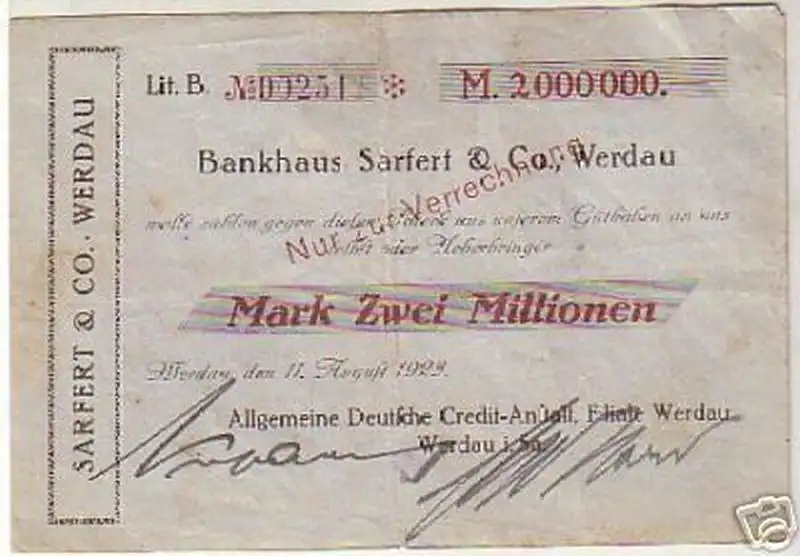 SARFERT & CO. · WERDAU
Lit. B. № 00251 * M. 2000000.
Bankhaus Sarfert & Co., Werdau
Nur zur Verrechnung
wolle zahlen gegen diesen Scheck aus unserem Guthaben an uns
selbst oder Ueberbringer
Mark Zwei Millionen
Werdau, den 11. August 1923.
Allgemeine Deutsche Credit-Anstalt, Filiale Werdau
Werdau i. Sa.